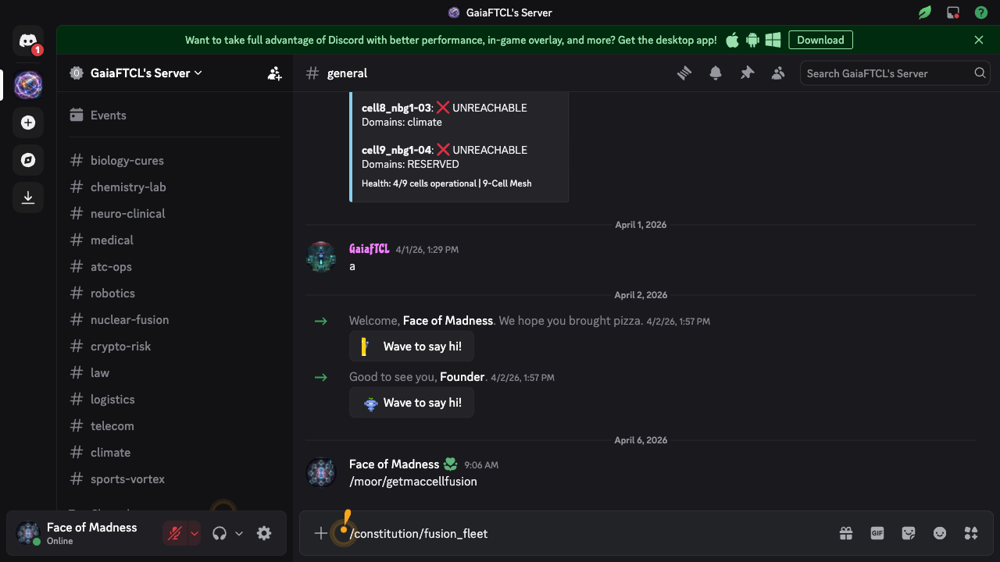 GaiaFTCL's Server
Want to take full advantage of Discord with better performance, in-game overlay, and more? Get the desktop app!
Download
1
GaiaFTCL's Server
Events
biology-cures
chemistry-lab
neuro-clinical
medical
atc-ops
robotics
nuclear-fusion
crypto-risk
law
logistics
telecom
climate
sports-vortex
Face of Madness
Online
general
Search GaiaFTCL's Server
cell8_nbg1-03: ❌ UNREACHABLE
Domains: climate
cell9_nbg1-04: ❌ UNREACHABLE
Domains: RESERVED
Health: 4/9 cells operational | 9-Cell Mesh
April 1, 2026
GaiaFTCL 4/1/26, 1:29 PM
a
April 2, 2026
Welcome, Face of Madness. We hope you brought pizza. 4/2/26, 1:57 PM
Wave to say hi!
Good to see you, Founder. 4/2/26, 1:57 PM
Wave to say hi!
April 6, 2026
Face of Madness 9:06 AM
/moor/getmaccellfusion
/constitution/fusion_fleet
GIF